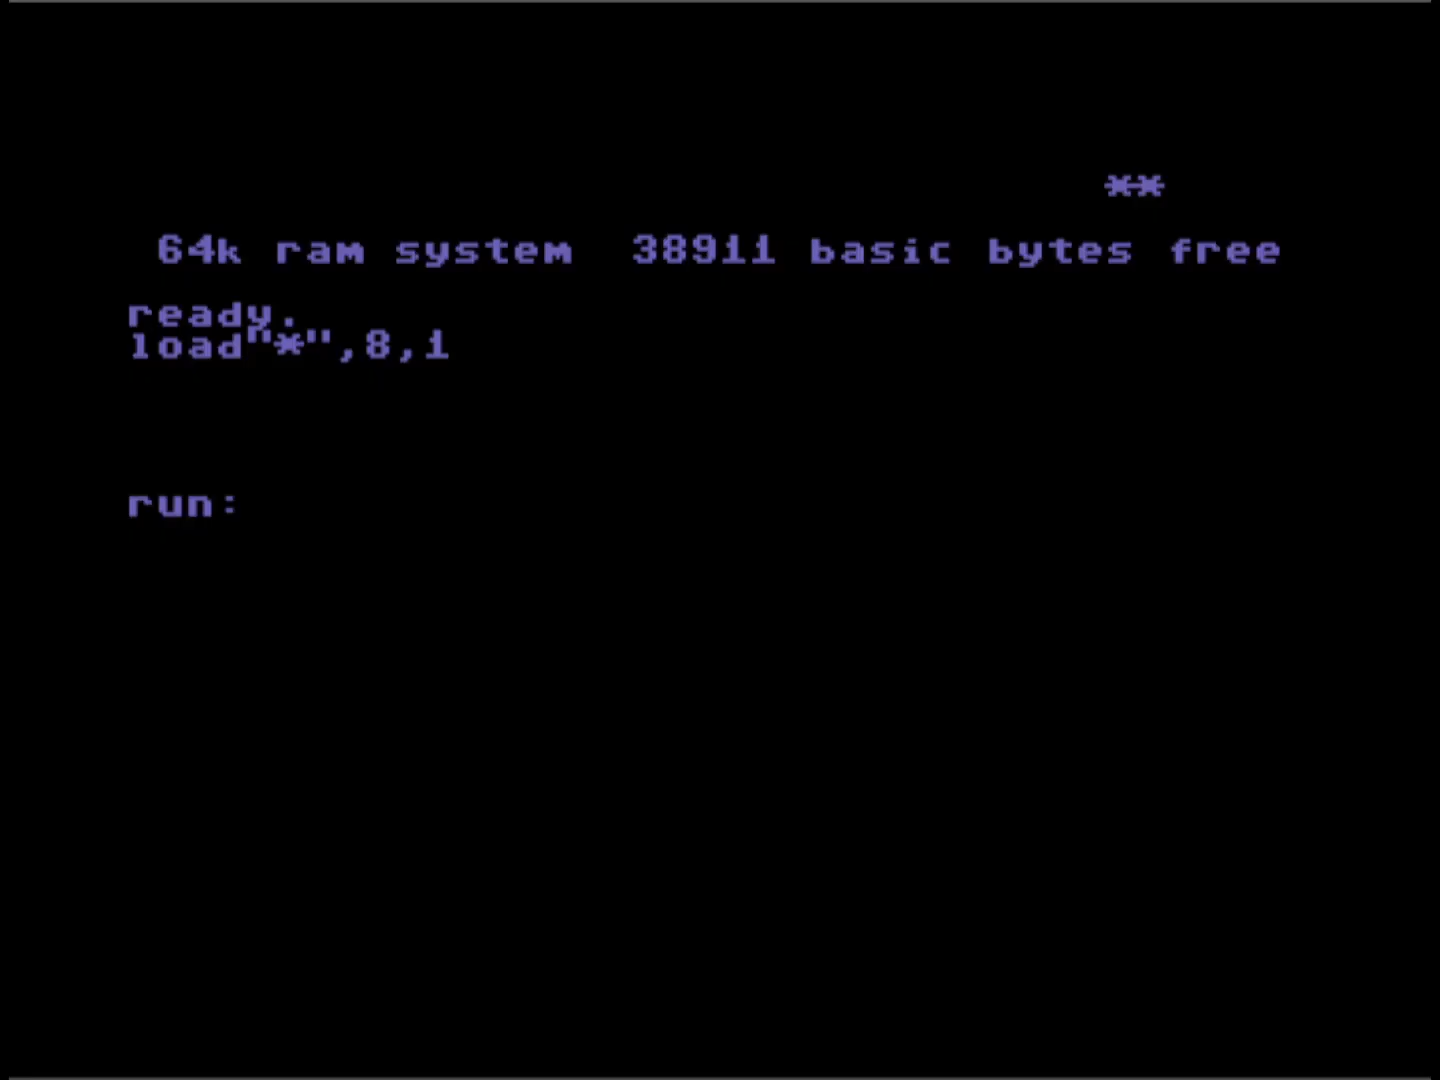 **
64k ram system  38911 basic bytes free
ready.
load"*",8,1
run: